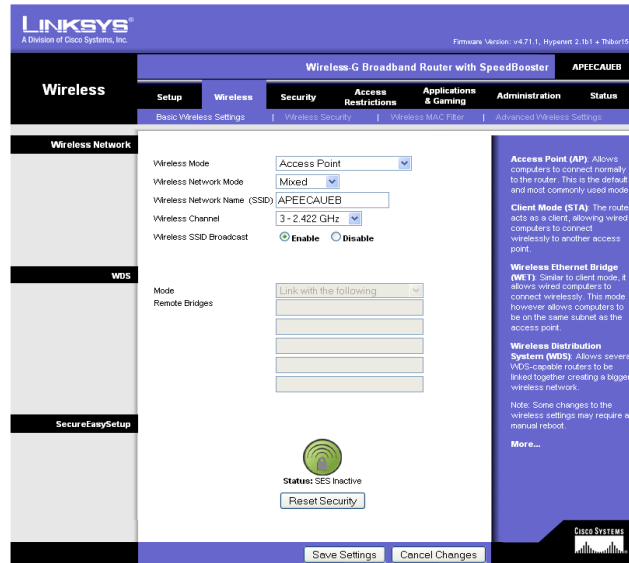 LINKSYS®
A Division of Cisco Systems, Inc.
Firmware Version: v4.71.1, Hyperwrt 2.1b1 + Thibor15
Wireless-G Broadband Router with SpeedBooster
APEECAUEB
Wireless
Setup
Wireless
Security
Access Restrictions
Applications & Gaming
Administration
Status
Basic Wireless Settings | Wireless Security | Wireless MAC Filter | Advanced Wireless Settings
Wireless Network
Wireless Mode Access Point
Wireless Network Mode Mixed
Wireless Network Name (SSID) APEECAUEB
Wireless Channel 3 - 2.422 GHz
Wireless SSID Broadcast Enable Disable
WDS
Mode Link with the following
Remote Bridges
SecureEasySetup
Status: SES Inactive
Reset Security
Save Settings Cancel Changes
Access Point (AP): Allows
computers to connect normally
to the router. This is the default
and most commonly used mode
Client Mode (STA): The route
acts as a client, allowing wired
computers to connect
wirelessly to another access
point.
Wireless Ethernet Bridge
(WET): Similar to client mode, it
allows wired computers to
connect wirelessly. This mode
however allows computers to
be on the same subnet as the
access point.
Wireless Distribution
System (WDS): Allows severa
WDS-capable routers to be
linked together creating a bigger
wireless network.
Note: Some changes to the
wireless settings may require a
manual reboot.
More...
CISCO SYSTEMS